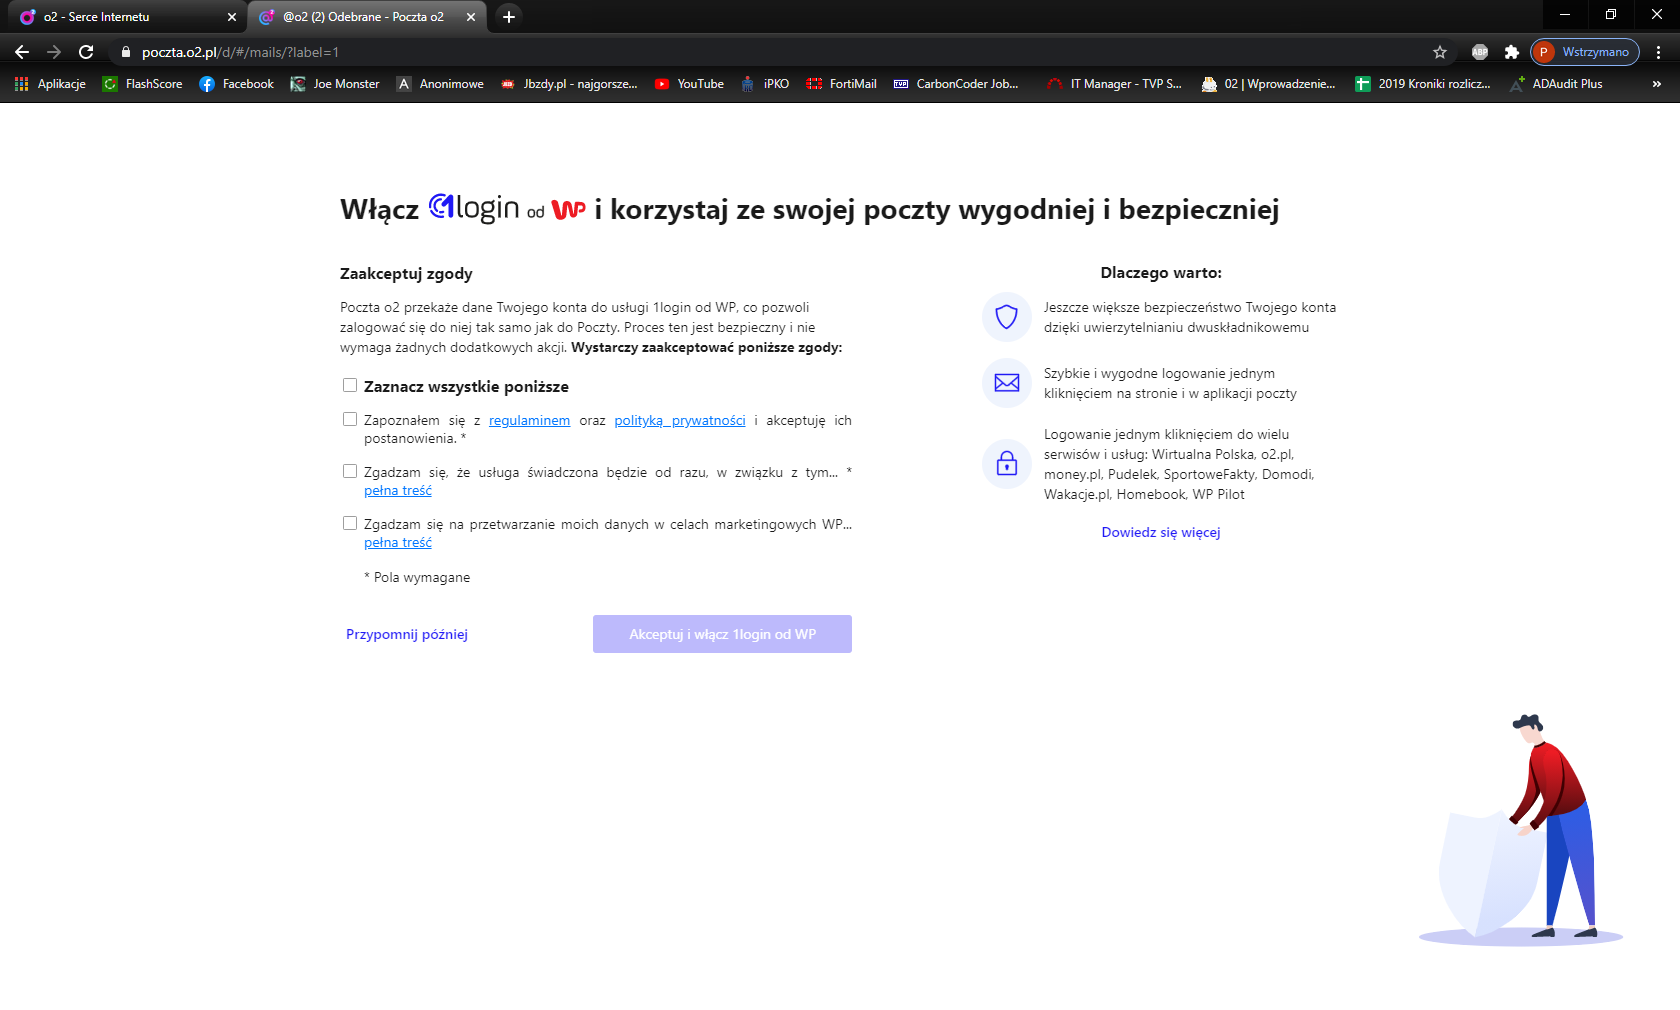 o2 - Serce Internetu
@o2 (2) Odebrane - Poczta o2
poczta.o2.pl/d/#/mails/?label=1
ABP
P Wstrzymano
Aplikacje
FlashScore
Facebook
Joe Monster
A Anonimowe
Jbzdy.pl - najgorsze...
YouTube
iPKO
FortiMail
CarbonCoder Job...
IT Manager - TVP S...
02 | Wprowadzenie...
2019 Kroniki rozlicz...
ADAudit Plus
»
Włącz 1login od WP i korzystaj ze swojej poczty wygodniej i bezpieczniej
Zaakceptuj zgody
Poczta o2 przekaże dane Twojego konta do usługi 1login od WP, co pozwoli
zalogować się do niej tak samo jak do Poczty. Proces ten jest bezpieczny i nie
wymaga żadnych dodatkowych akcji. Wystarczy zaakceptować poniższe zgody:
Zaznacz wszystkie poniższe
Zapoznałem się z regulaminem oraz polityką prywatności i akceptuję ich
postanowienia. *
Zgadzam się, że usługa świadczona będzie od razu, w związku z tym... *
pełna treść
Zgadzam się na przetwarzanie moich danych w celach marketingowych WP...
pełna treść
* Pola wymagane
Przypomnij później
Akceptuj i włącz 1login od WP
Dlaczego warto:
Jeszcze większe bezpieczeństwo Twojego konta
dzięki uwierzytelnianiu dwuskładnikowemu
Szybkie i wygodne logowanie jednym
kliknięciem na stronie i w aplikacji poczty
Logowanie jednym kliknięciem do wielu
serwisów i usług: Wirtualna Polska, o2.pl,
money.pl, Pudelek, SportoweFakty, Domodi,
Wakacje.pl, Homebook, WP Pilot
Dowiedz się więcej